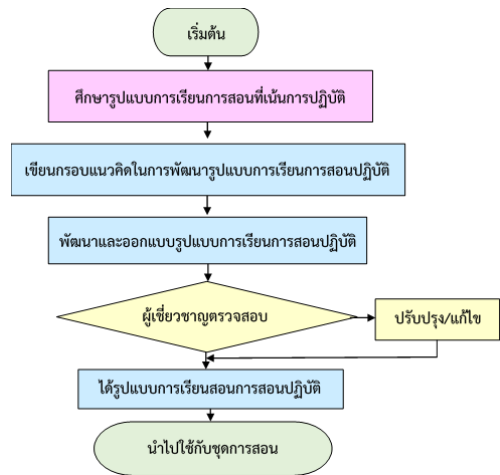 เริ่มต้น
ศึกษารูปแบบการเรียนการสอนที่เน้นการปฏิบัติ
เขียนกรอบแนวคิดในการพัฒนารูปแบบการเรียนการสอนปฏิบัติ
พัฒนาและออกแบบรูปแบบการเรียนการสอนปฏิบัติ
ผู้เชี่ยวชาญตรวจสอบ
ปรับปรุง/แก้ไข
ได้รูปแบบการเรียนสอนการสอนปฏิบัติ
นำไปใช้กับชุดการสอน